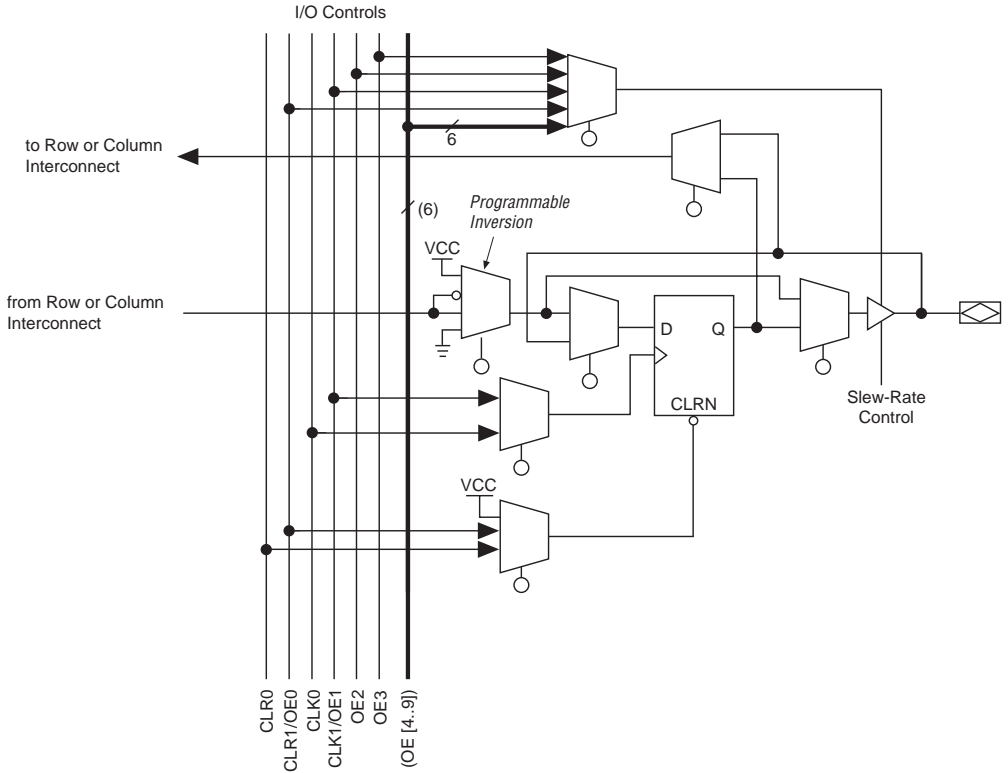 I/O Controls
6
to Row or Column
Interconnect
(6)
Programmable
Inversion
VCC
from Row or Column
Interconnect
D
Q
CLRN
Slew-Rate
Control
VCC
CLR0
CLR1/OE0
CLK0
CLK1/OE1
OE2
OE3
(OE [4..9])